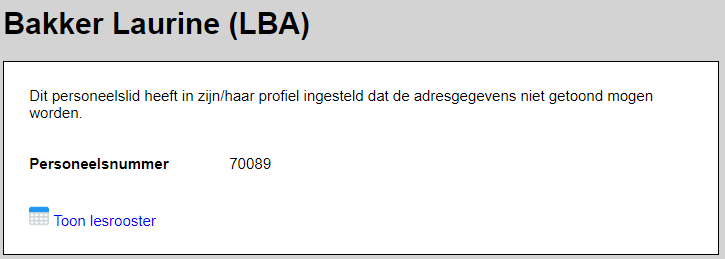 Bakker Laurine (LBA)
Dit personeelslid heeft in zijn/haar profiel ingesteld dat de adresgegevens niet getoond mogen
worden.
Personeelsnummer 70089
Toon lesrooster